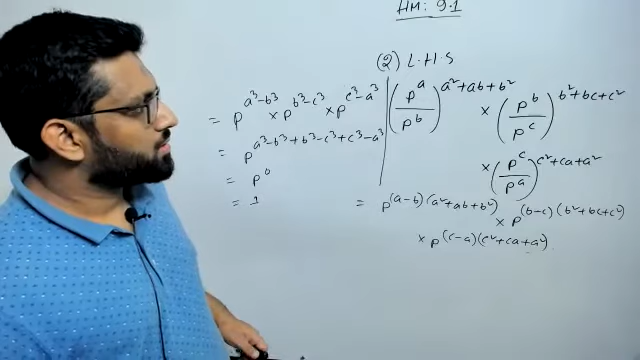 HM: 9.1
(2) L.H.S
(p^a/p^b)^(a²+ab+b²)
× (p^b/p^c)^(b²+bc+c²)
× (p^c/p^a)^(c²+ca+a²)
= p^((a-b)(a²+ab+b²))
× p^((b-c)(b²+bc+c²))
× p^((c-a)(c²+ca+a²))
= p^(a³-b³) × p^(b³-c³) × p^(c³-a³)
= p^(a³-b³+b³-c³+c³-a³)
= p⁰
= 1